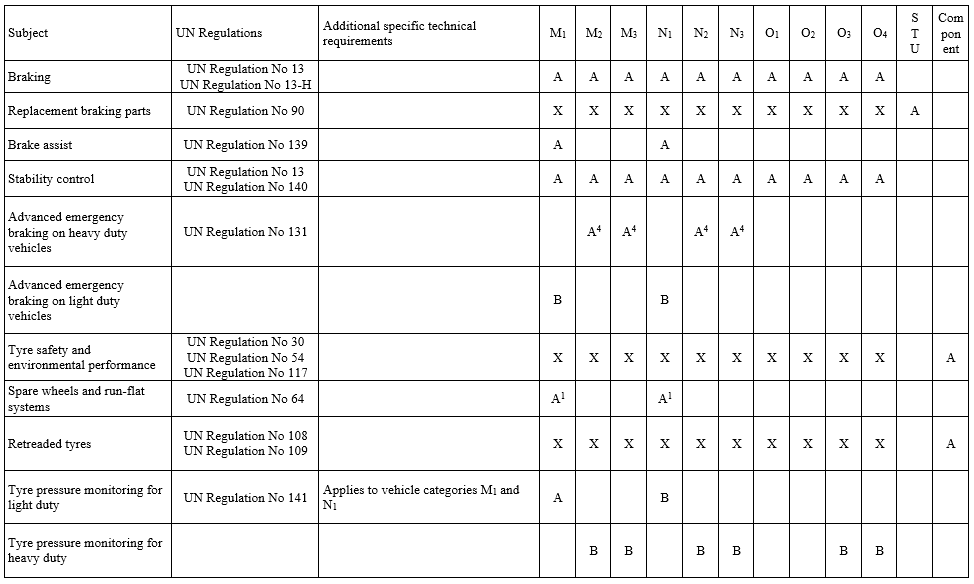 Subject UN Regulations Additional specific technical requirements M1 M2 M3 N1 N2 N3 O1 O2 O3 O4 S T U Com pon ent
Braking UN Regulation No 13 A A A A A A A A A A
UN Regulation No 13-H
Replacement braking parts UN Regulation No 90 X X X X X X X X X X A
Brake assist UN Regulation No 139 A A
Stability control UN Regulation No 13 A A A A A A A A A A
UN Regulation No 140
Advanced emergency
braking on heavy duty UN Regulation No 131 A4 A4 A4 A4
vehicles
Advanced emergency
braking on light duty B B
vehicles
Tyre safety and UN Regulation No 30
environmental performance UN Regulation No 54 X X X X X X X X X X A
UN Regulation No 117
Spare wheels and run-flat
systems UN Regulation No 64 A1 A1
Retreaded tyres UN Regulation No 108 X X X X X X X X X X A
UN Regulation No 109
Tyre pressure monitoring for UN Regulation No 141 Applies to vehicle categories M1 and A B
light duty N1
Tyre pressure monitoring for B B B B B B
heavy duty